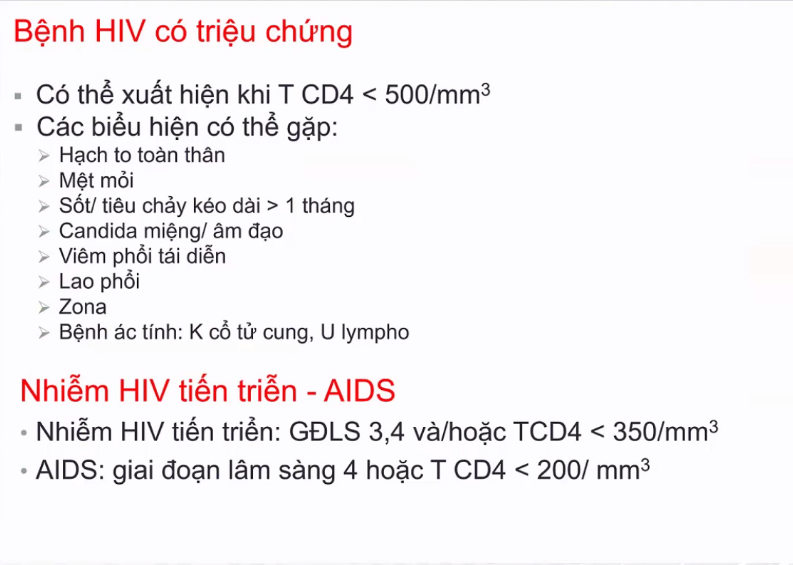 Bệnh HIV có triệu chứng
▪ Có thể xuất hiện khi T CD4 < 500/mm³
▪ Các biểu hiện có thể gặp:
➢ Hạch to toàn thân
➢ Mệt mỏi
➢ Sốt/ tiêu chảy kéo dài > 1 tháng
➢ Candida miệng/ âm đạo
➢ Viêm phổi tái diễn
➢ Lao phổi
➢ Zona
➢ Bệnh ác tính: K cổ tử cung, U lympho
Nhiễm HIV tiến triễn - AIDS
• Nhiễm HIV tiến triển: GĐLS 3,4 và/hoặc TCD4 < 350/mm³
• AIDS: giai đoạn lâm sàng 4 hoặc T CD4 < 200/ mm³